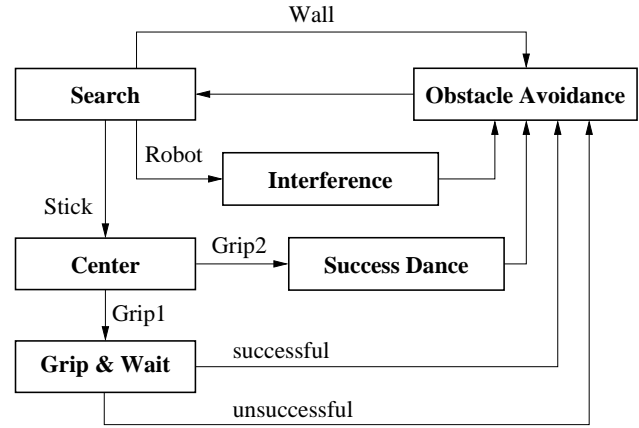 Wall
Search
Obstacle Avoidance
Robot
Interference
Stick
Grip2
Center
Success Dance
Grip1
Grip & Wait
successful
unsuccessful